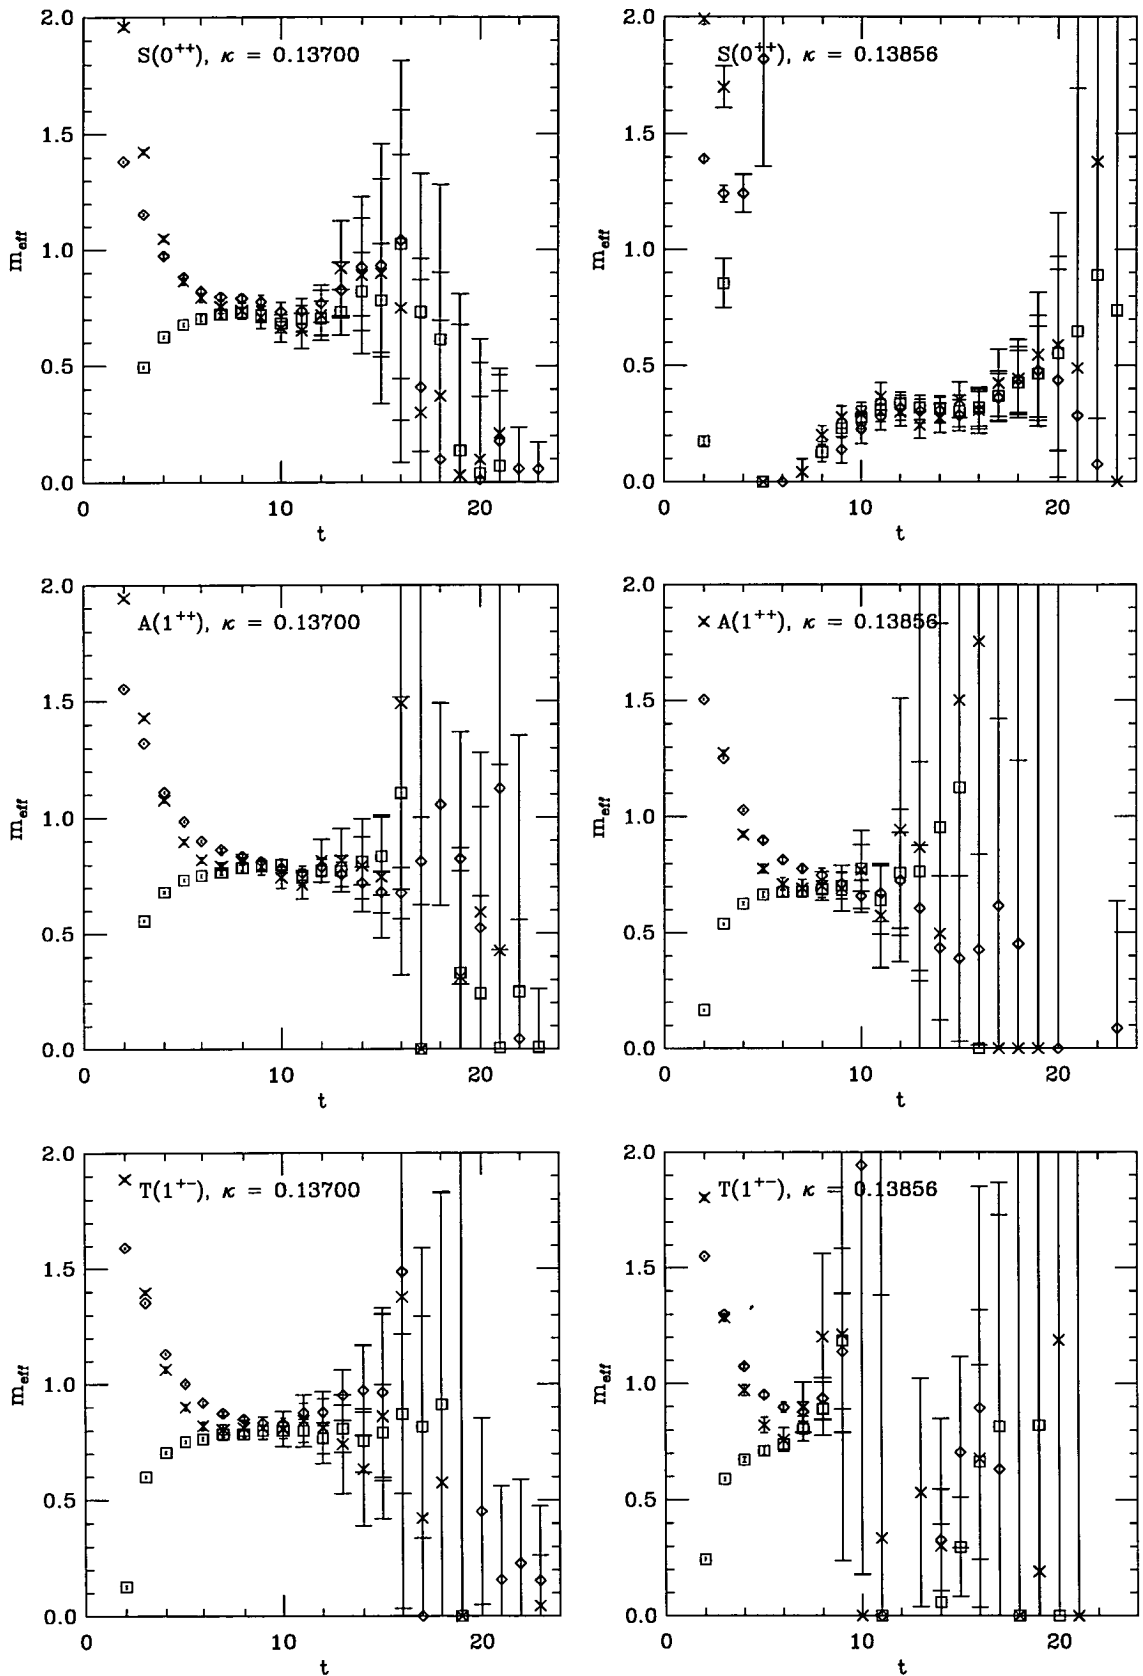 2.0 2.0
S(0⁺⁺), κ = 0.13700 S(0⁺⁺), κ = 0.13856
1.5 1.5
m_eff 1.0 m_eff 1.0
0.5 0.5
0.0 0.0
0 10 20 0 10 20
t t
2.0 2.0
A(1⁺⁺), κ = 0.13700 A(1⁺⁺), κ = 0.13856
1.5 1.5
m_eff 1.0 m_eff 1.0
0.5 0.5
0.0 0.0
0 10 20 0 10 20
t t
2.0 2.0
T(1⁺⁻), κ = 0.13700 T(1⁺⁻), κ = 0.13856
1.5 1.5
m_eff 1.0 m_eff 1.0
0.5 0.5
0.0 0.0
0 10 20 0 10 20
t t